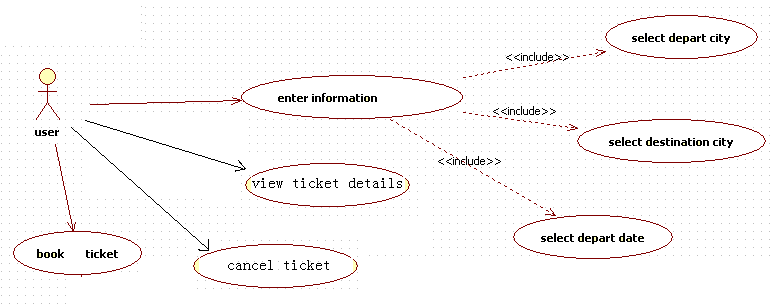 select depart city
<<include>>
enter information
<<include>>
user
select destination city
<<include>>
view ticket details
select depart date
book ticket
cancel ticket